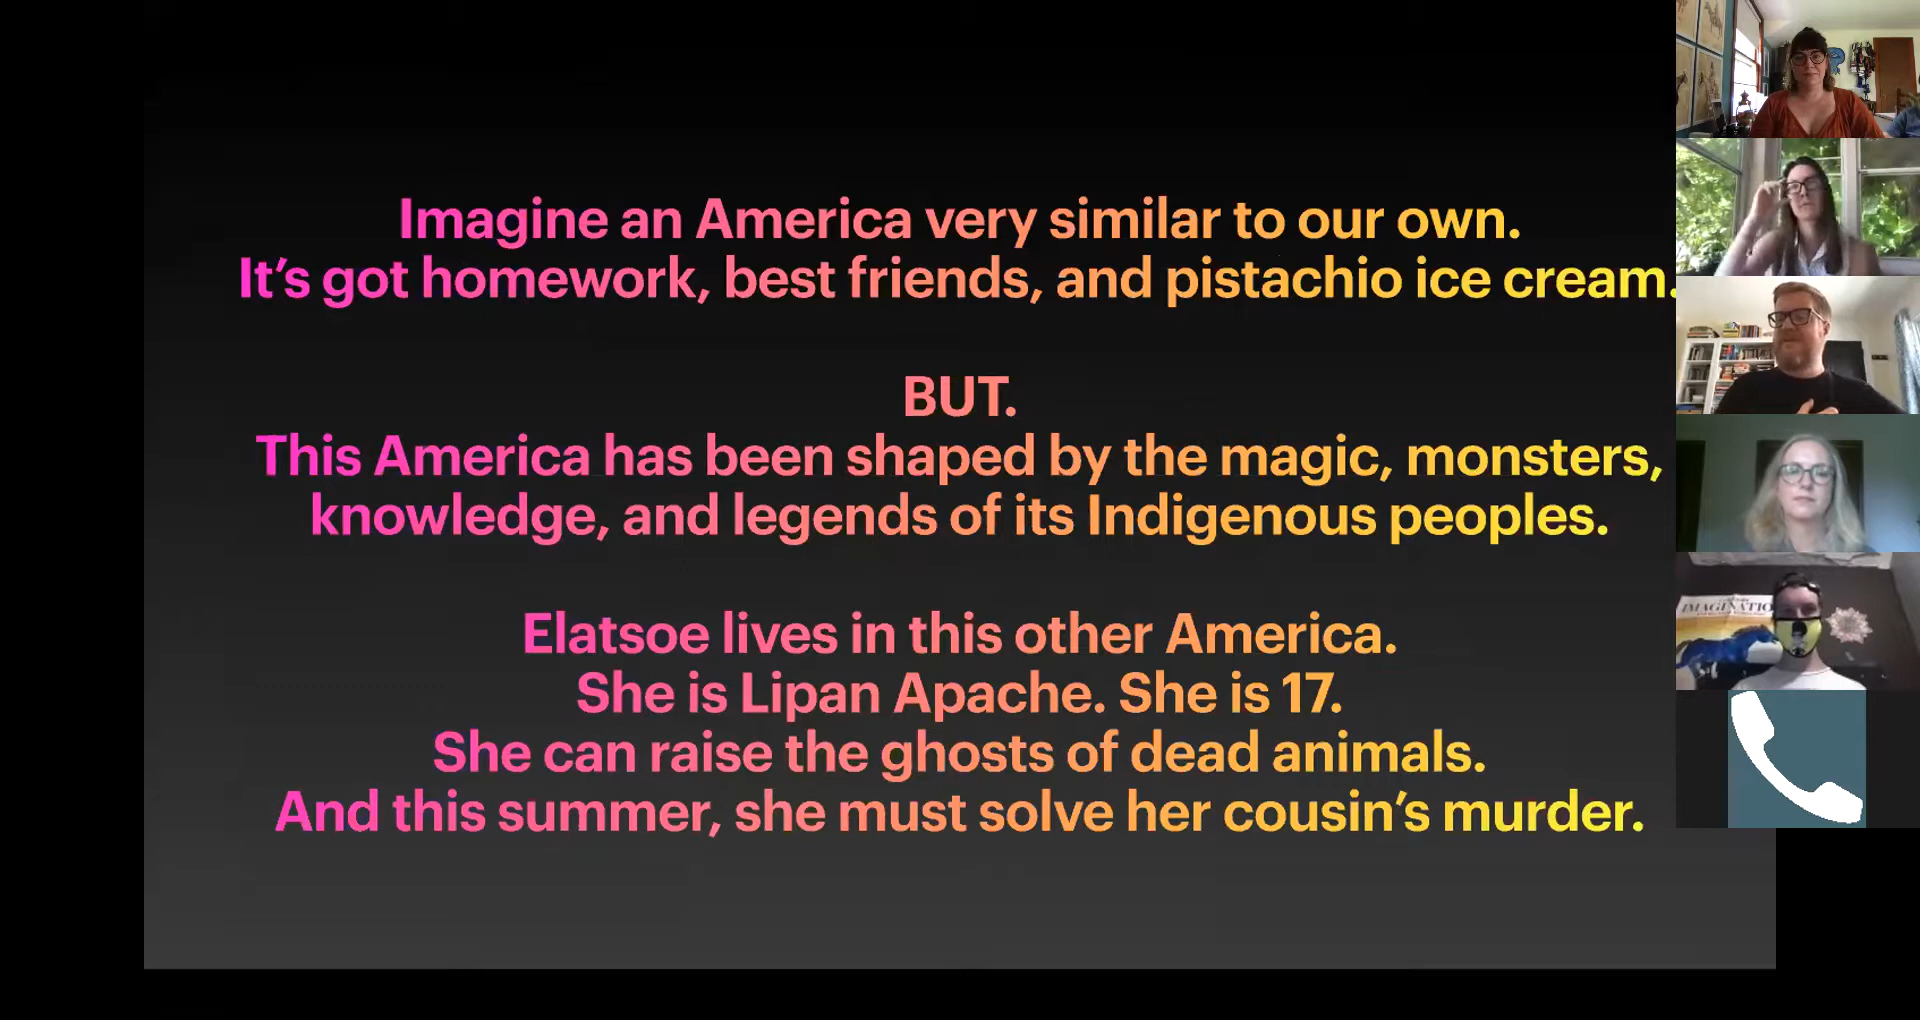 Imagine an America very similar to our own.
It’s got homework, best friends, and pistachio ice cream.
BUT.
This America has been shaped by the magic, monsters,
knowledge, and legends of its Indigenous peoples.
Elatsoe lives in this other America.
She is Lipan Apache. She is 17.
She can raise the ghosts of dead animals.
And this summer, she must solve her cousin’s murder.
IMAGINATIO